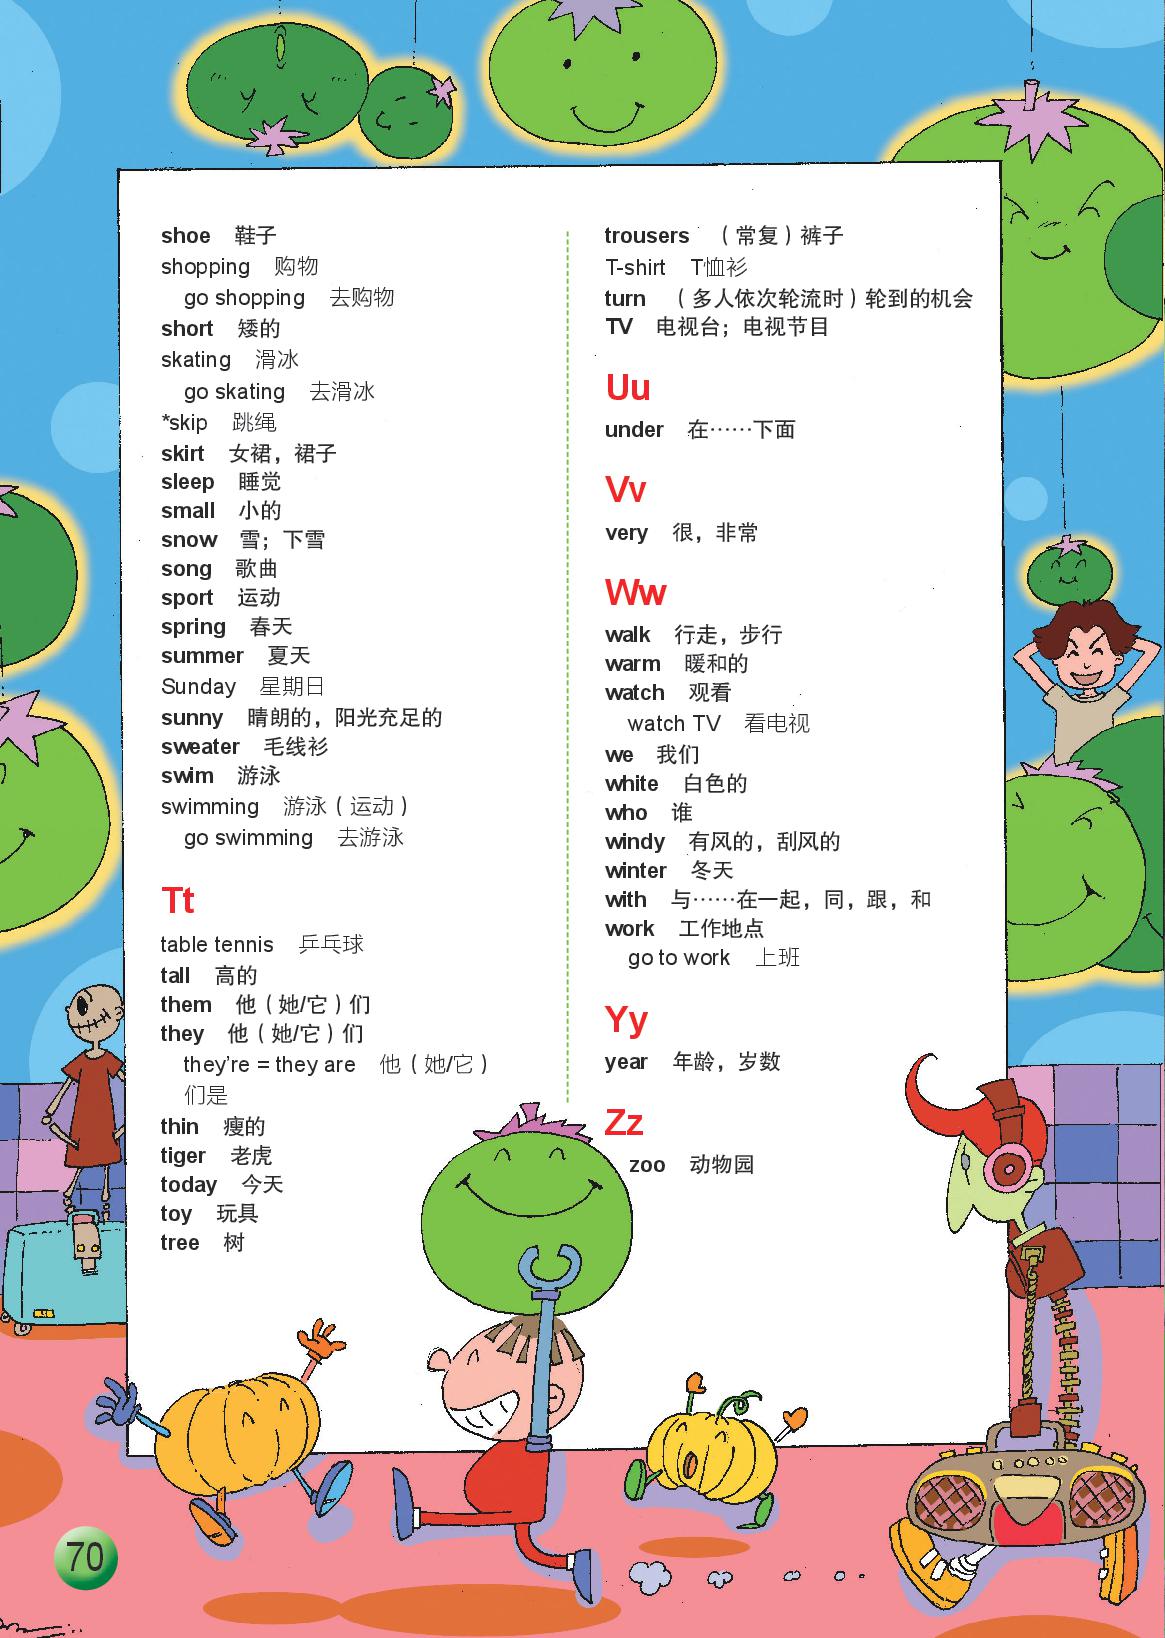 shoe 鞋子
shopping 购物
go shopping 去购物
short 矮的
skating 滑冰
go skating 去滑冰
*skip 跳绳
skirt 女裙，裙子
sleep 睡觉
small 小的
snow 雪；下雪
song 歌曲
sport 运动
spring 春天
summer 夏天
Sunday 星期日
sunny 晴朗的，阳光充足的
sweater 毛线衫
swim 游泳
swimming 游泳（运动）
go swimming 去游泳
Tt
table tennis 乒乓球
tall 高的
them 他（她/它）们
they 他（她/它）们
they're = they are 他（她/它）
们是
thin 瘦的
tiger 老虎
today 今天
toy 玩具
tree 树
trousers （常复）裤子
T-shirt T恤衫
turn （多人依次轮流时）轮到的机会
TV 电视台；电视节目
Uu
under 在……下面
Vv
very 很，非常
Ww
walk 行走，步行
warm 暖和的
watch 观看
watch TV 看电视
we 我们
white 白色的
who 谁
windy 有风的，刮风的
winter 冬天
with 与……在一起，同，跟，和
work 工作地点
go to work 上班
Yy
year 年龄，岁数
Zz
zoo 动物园
70